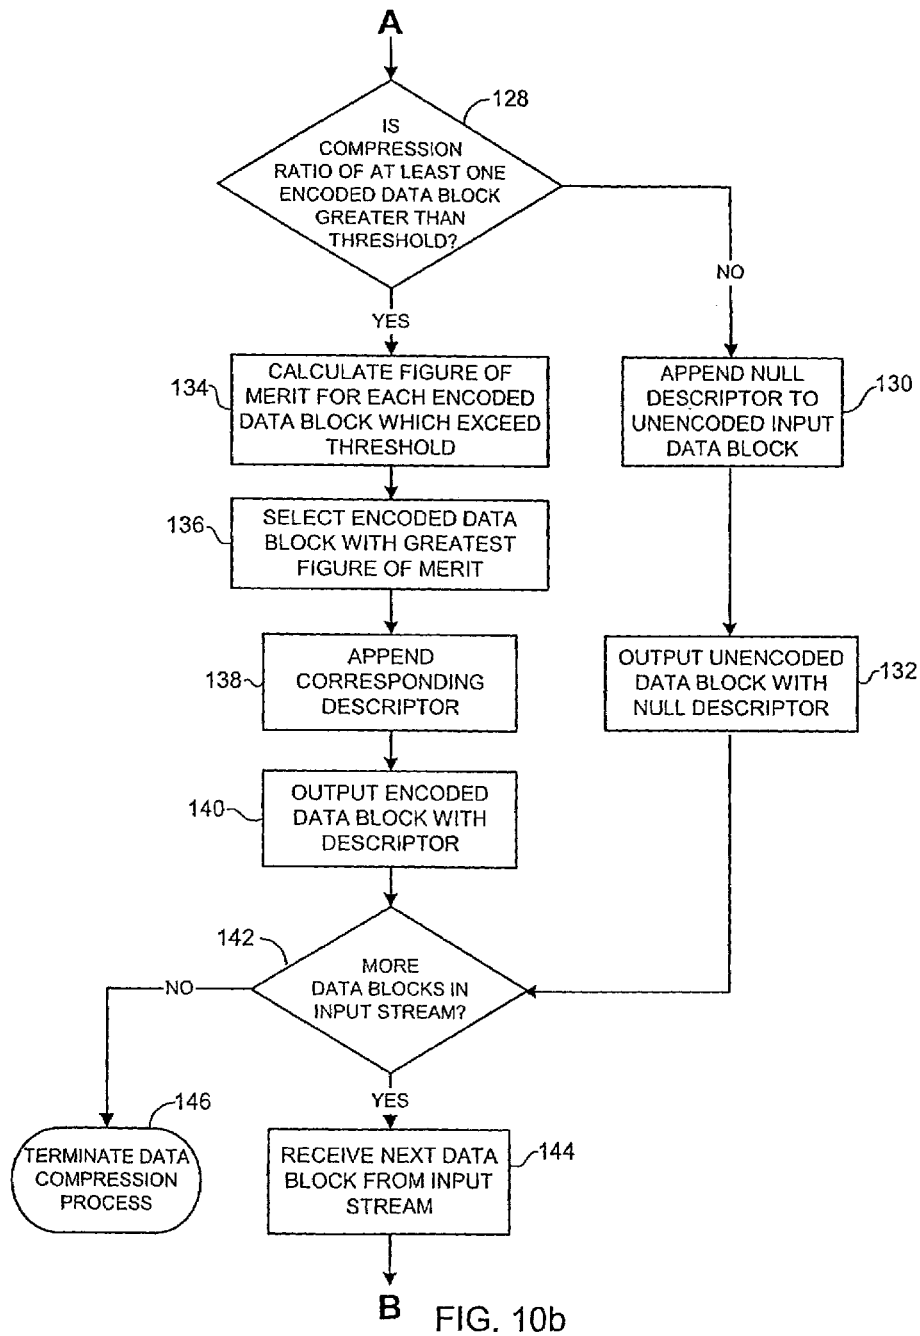 A
128
IS
COMPRESSION
RATIO OF AT LEAST ONE
ENCODED DATA BLOCK
GREATER THAN
THRESHOLD?
NO
YES
134
CALCULATE FIGURE OF
MERIT FOR EACH ENCODED
DATA BLOCK WHICH EXCEED
THRESHOLD
APPEND NULL
DESCRIPTOR TO
UNENCODED INPUT
DATA BLOCK
130
136
SELECT ENCODED DATA
BLOCK WITH GREATEST
FIGURE OF MERIT
138
APPEND
CORRESPONDING
DESCRIPTOR
OUTPUT UNENCODED
DATA BLOCK WITH
NULL DESCRIPTOR
132
140
OUTPUT ENCODED
DATA BLOCK WITH
DESCRIPTOR
142
MORE
DATA BLOCKS IN
INPUT STREAM?
NO
YES
146
TERMINATE DATA
COMPRESSION
PROCESS
RECEIVE NEXT DATA
BLOCK FROM INPUT
STREAM
144
B
FIG. 10b